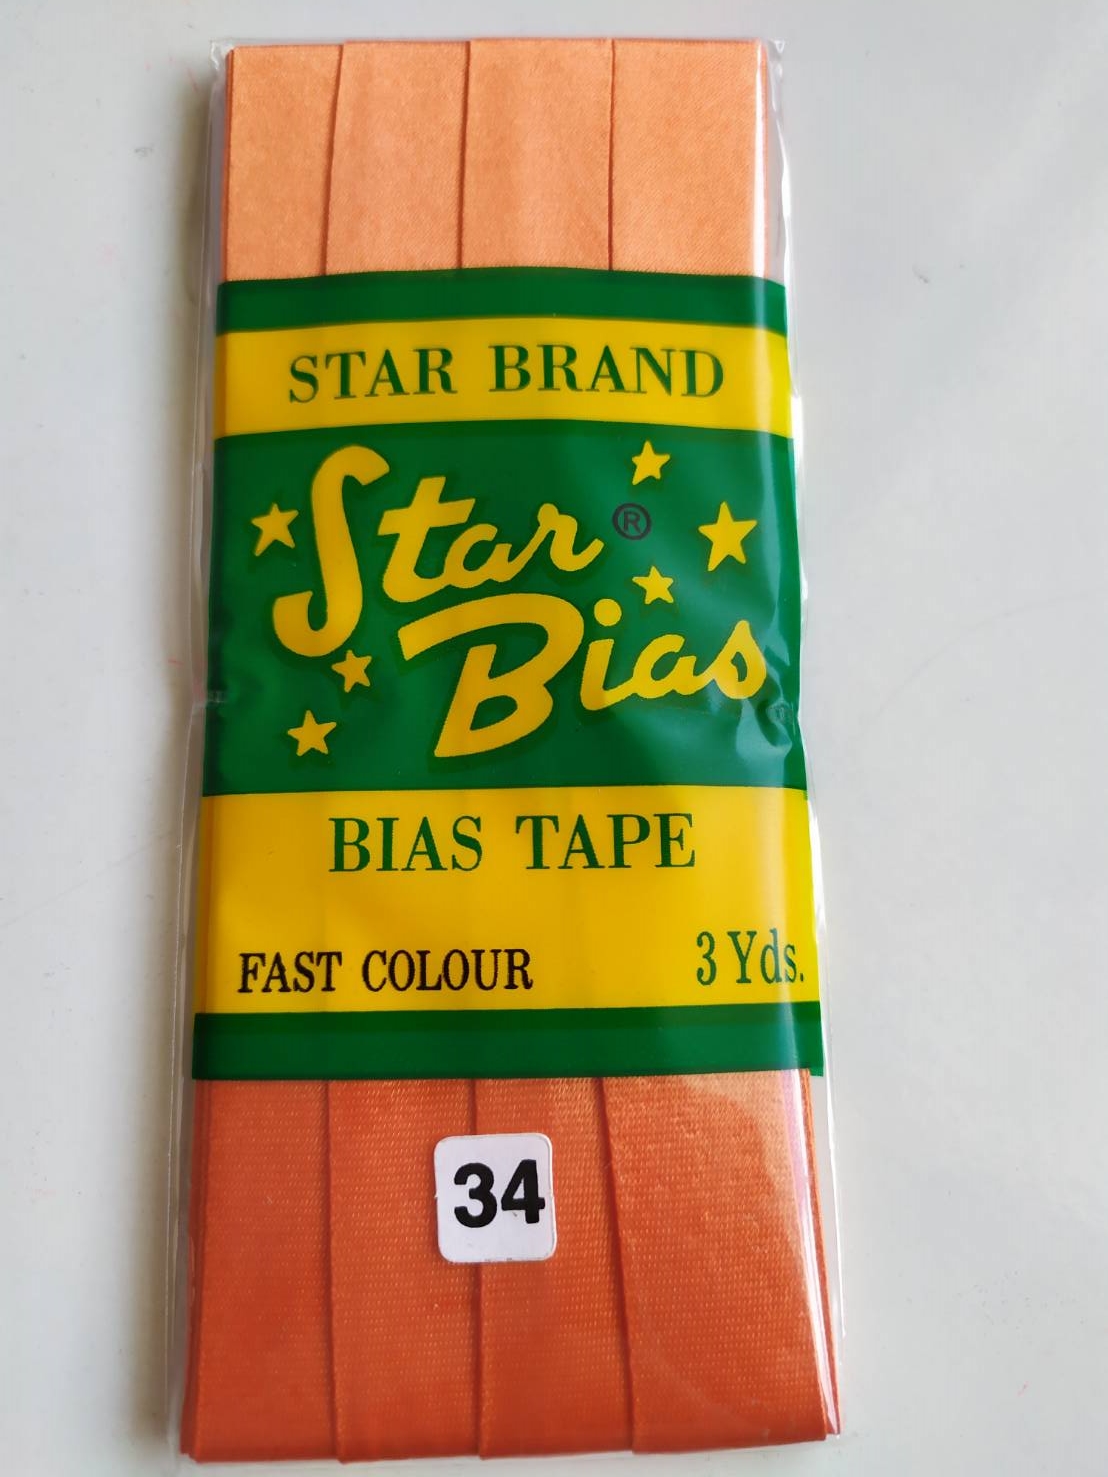 STAR BRAND
Star ®
Bias
BIAS TAPE
FAST COLOUR 3 Yds.
34